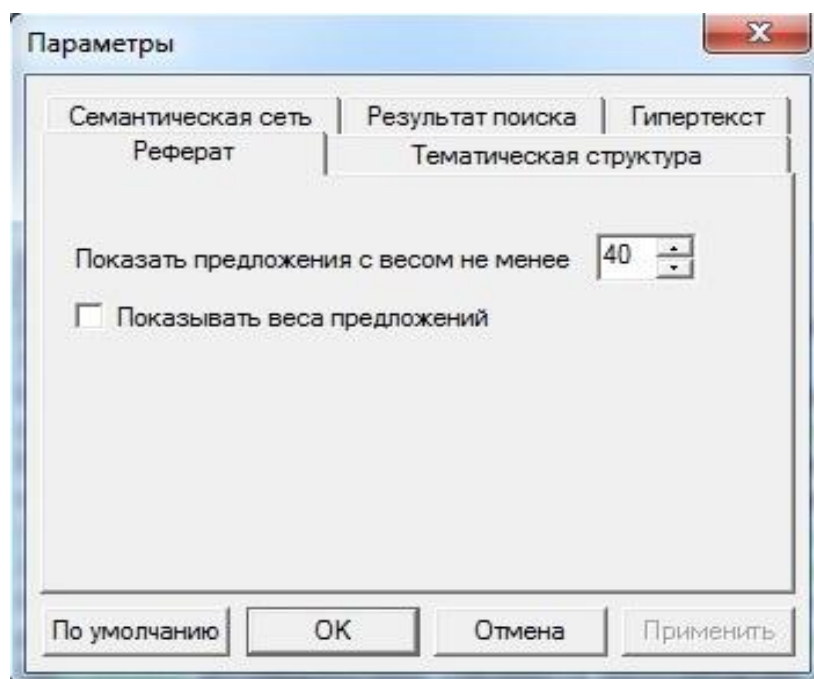 Параметры
Семантическая сеть Результат поиска Гипертекст
Реферат Тематическая структура
Показать предложения с весом не менее 40
Показывать веса предложений
По умолчанию OK Отмена Применить